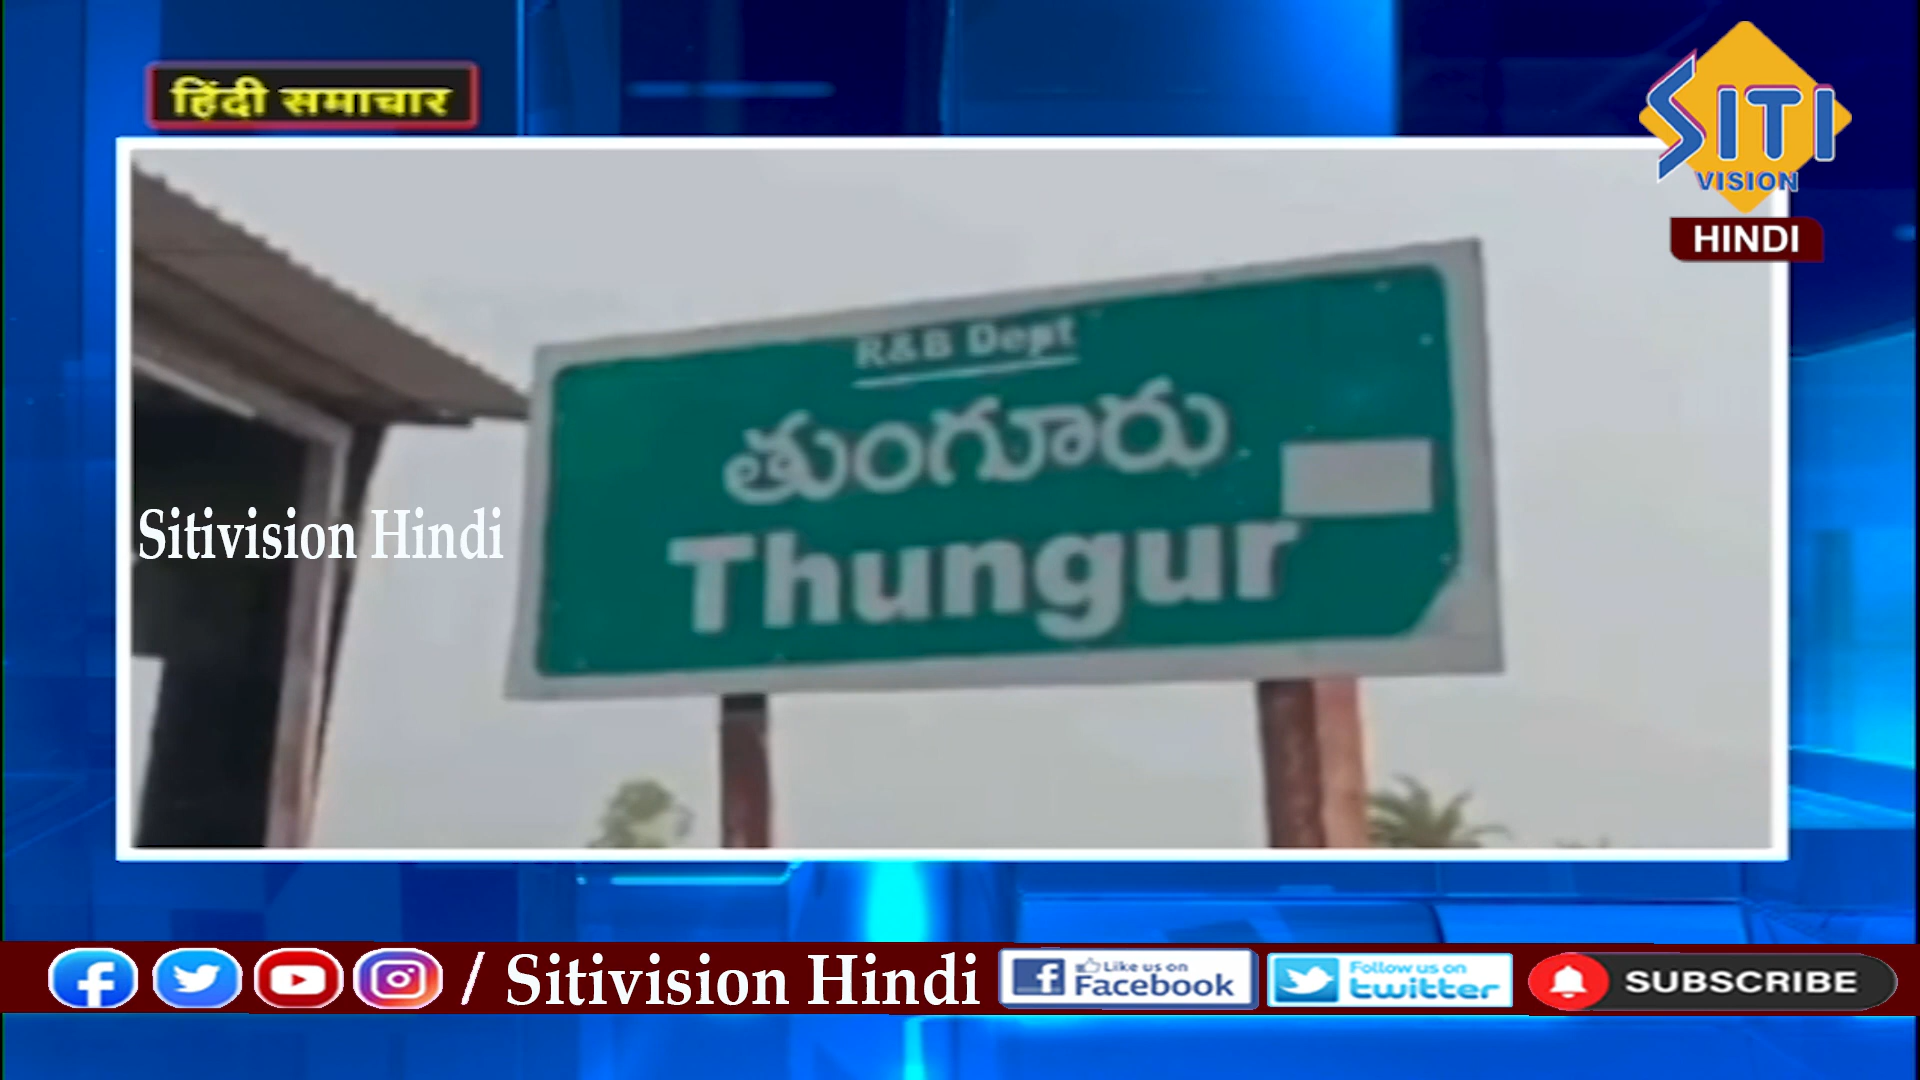 हिंदी समाचार
SITI
VISION
HINDI
R&B Dept
తుంగూరు
Thungur
Sitivision Hindi
/ Sitivision Hindi
Like us on
Facebook
Follow us on
twitter
SUBSCRIBE